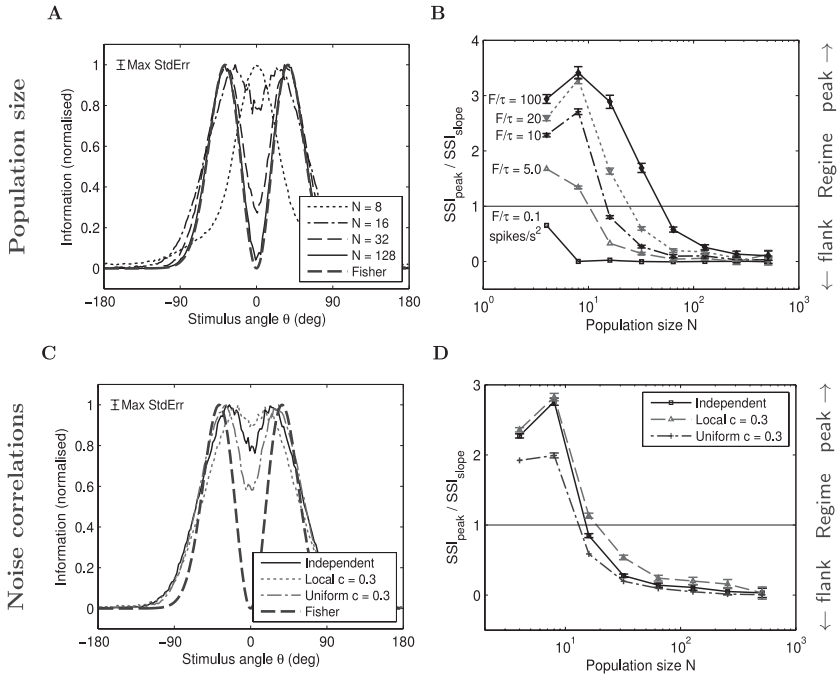 A
B
Population size
Information (normalised)
1
0.8
0.6
0.4
0.2
0
Max StdErr
N = 8
N = 16
N = 32
N = 128
Fisher
−180
−90
0
90
180
Stimulus angle θ (deg)
SSIpeak / SSIslope
4
3
2
1
0
F/τ = 100
F/τ = 20
F/τ = 10
F/τ = 5.0
F/τ = 0.1
spikes/s²
10⁰
10¹
10²
10³
Population size N
← flank Regime peak →
C
D
Noise correlations
Information (normalised)
1
0.8
0.6
0.4
0.2
0
Max StdErr
Independent
Local c = 0.3
Uniform c = 0.3
Fisher
−180
−90
0
90
180
Stimulus angle θ (deg)
SSIpeak / SSIslope
3
2
1
0
Independent
Local c = 0.3
Uniform c = 0.3
10¹
10²
10³
Population size N
← flank Regime peak →